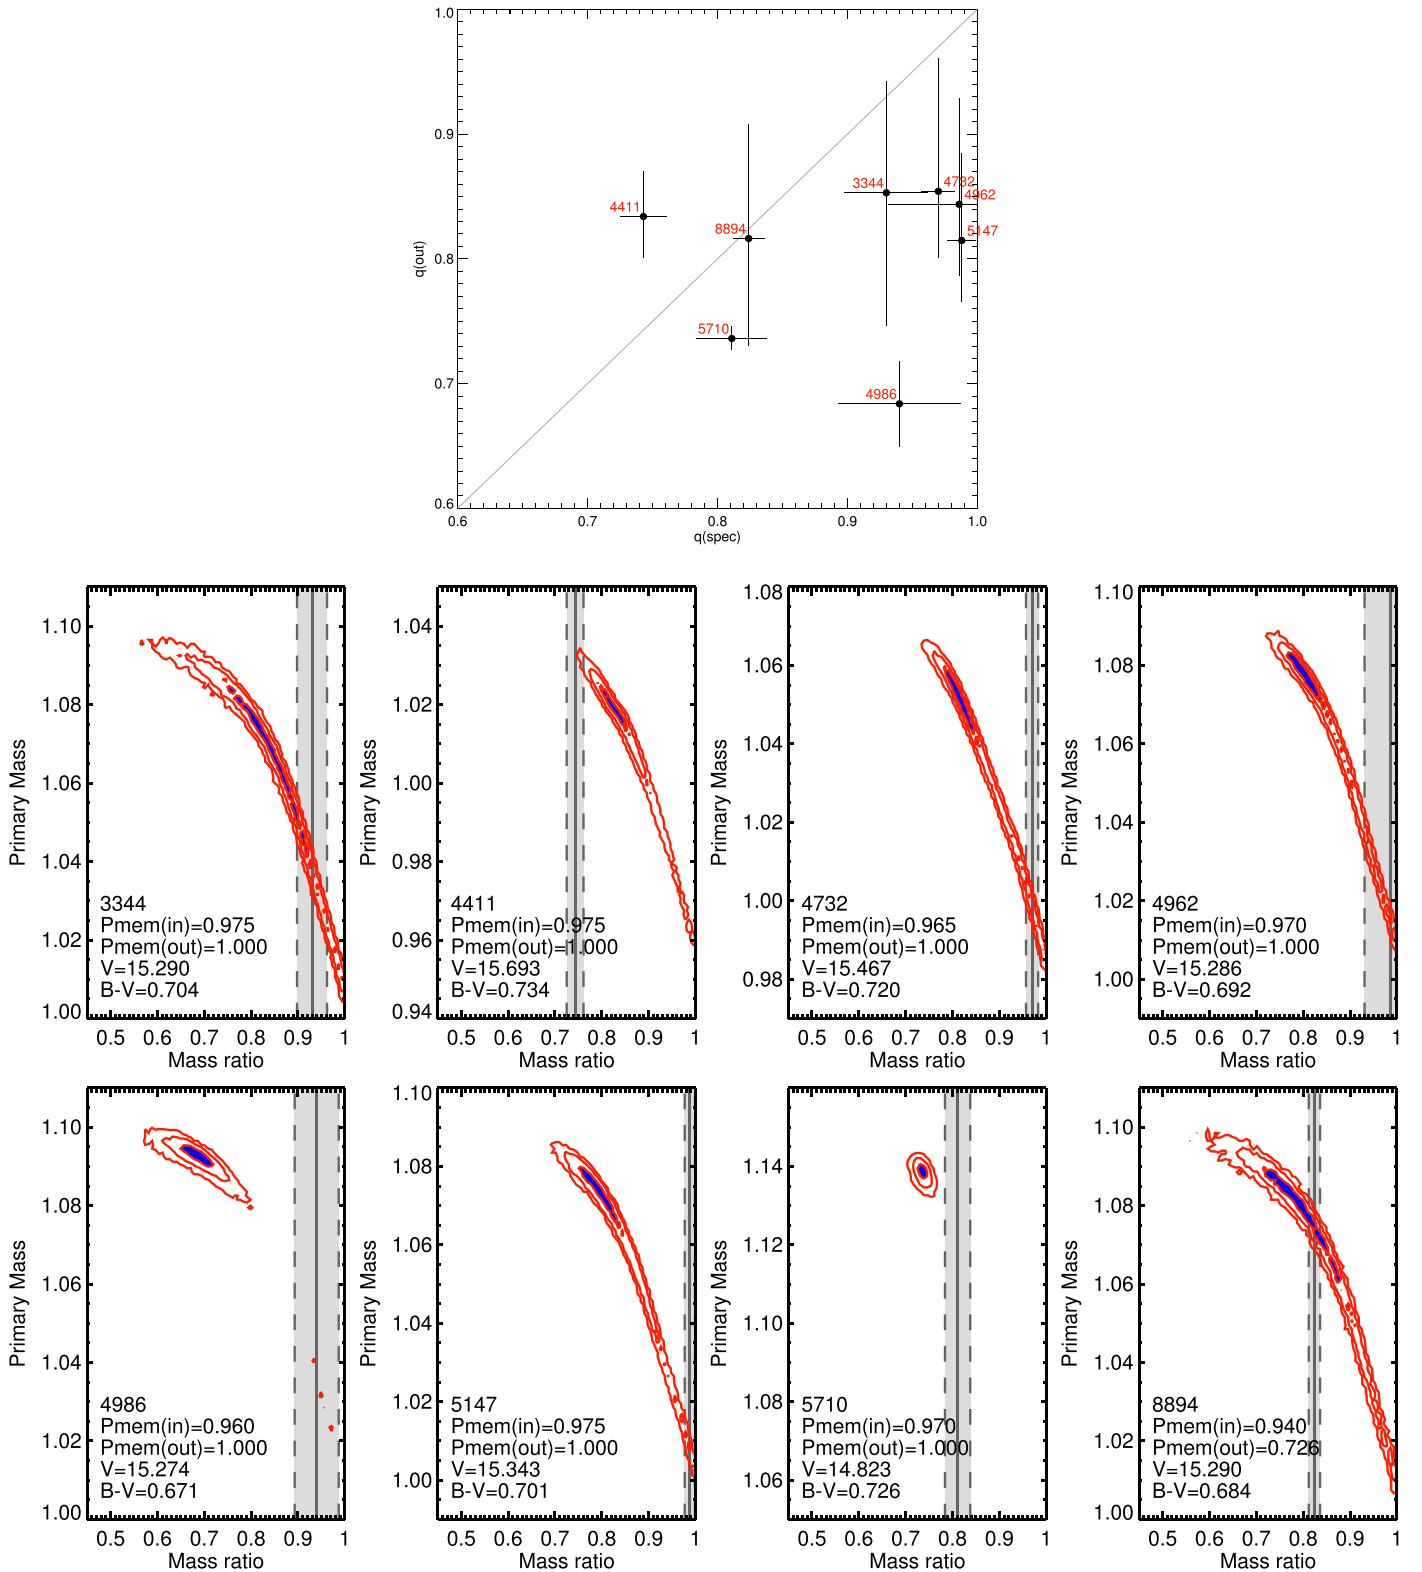 1.0
0.9
0.8
0.7
0.6
q(out)
4411
8894
3344
4732
4962
5147
5710
4986
0.6 0.7 0.8 0.9 1.0
q(spec)
1.10
1.08
1.06
1.04
1.02
1.00
Primary Mass
3344
Pmem(in)=0.975
Pmem(out)=1.000
V=15.290
B-V=0.704
0.5 0.6 0.7 0.8 0.9 1
Mass ratio
1.04
1.02
1.00
0.98
0.96
0.94
Primary Mass
4411
Pmem(in)=0.975
Pmem(out)=1.000
V=15.693
B-V=0.734
0.5 0.6 0.7 0.8 0.9 1
Mass ratio
1.08
1.06
1.04
1.02
1.00
0.98
Primary Mass
4732
Pmem(in)=0.965
Pmem(out)=1.000
V=15.467
B-V=0.720
0.5 0.6 0.7 0.8 0.9 1
Mass ratio
1.10
1.08
1.06
1.04
1.02
1.00
Primary Mass
4962
Pmem(in)=0.970
Pmem(out)=1.000
V=15.286
B-V=0.692
0.5 0.6 0.7 0.8 0.9 1
Mass ratio
1.10
1.08
1.06
1.04
1.02
1.00
Primary Mass
4986
Pmem(in)=0.960
Pmem(out)=1.000
V=15.274
B-V=0.671
0.5 0.6 0.7 0.8 0.9 1
Mass ratio
1.10
1.08
1.06
1.04
1.02
1.00
Primary Mass
5147
Pmem(in)=0.975
Pmem(out)=1.000
V=15.343
B-V=0.701
0.5 0.6 0.7 0.8 0.9 1
Mass ratio
1.14
1.12
1.10
1.08
1.06
Primary Mass
5710
Pmem(in)=0.970
Pmem(out)=1.000
V=14.823
B-V=0.726
0.5 0.6 0.7 0.8 0.9 1
Mass ratio
1.10
1.08
1.06
1.04
1.02
1.00
Primary Mass
8894
Pmem(in)=0.940
Pmem(out)=0.726
V=15.290
B-V=0.684
0.5 0.6 0.7 0.8 0.9 1
Mass ratio